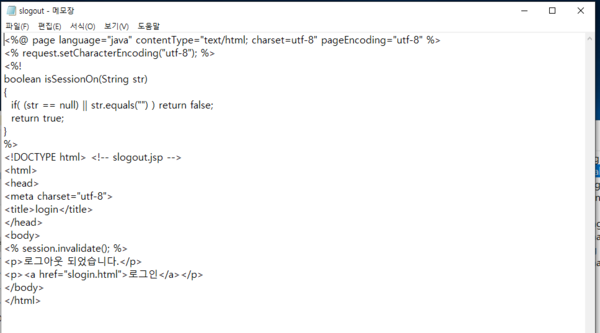 slogout - 메모장
파일(F) 편집(E) 서식(O) 보기(V) 도움말
<%@ page language="java" contentType="text/html; charset=utf-8" pageEncoding="utf-8" %>
<% request.setCharacterEncoding("utf-8"); %>
<%!
boolean isSessionOn(String str)
{
  if( (str == null) || str.equals("") ) return false;
  return true;
}
%>
<!DOCTYPE html> <!-- slogout.jsp -->
<html>
<head>
<meta charset="utf-8">
<title>login</title>
</head>
<body>
<% session.invalidate(); %>
<p>로그아웃 되었습니다.</p>
<p><a href="slogin.html">로그인</a></p>
</body>
</html>